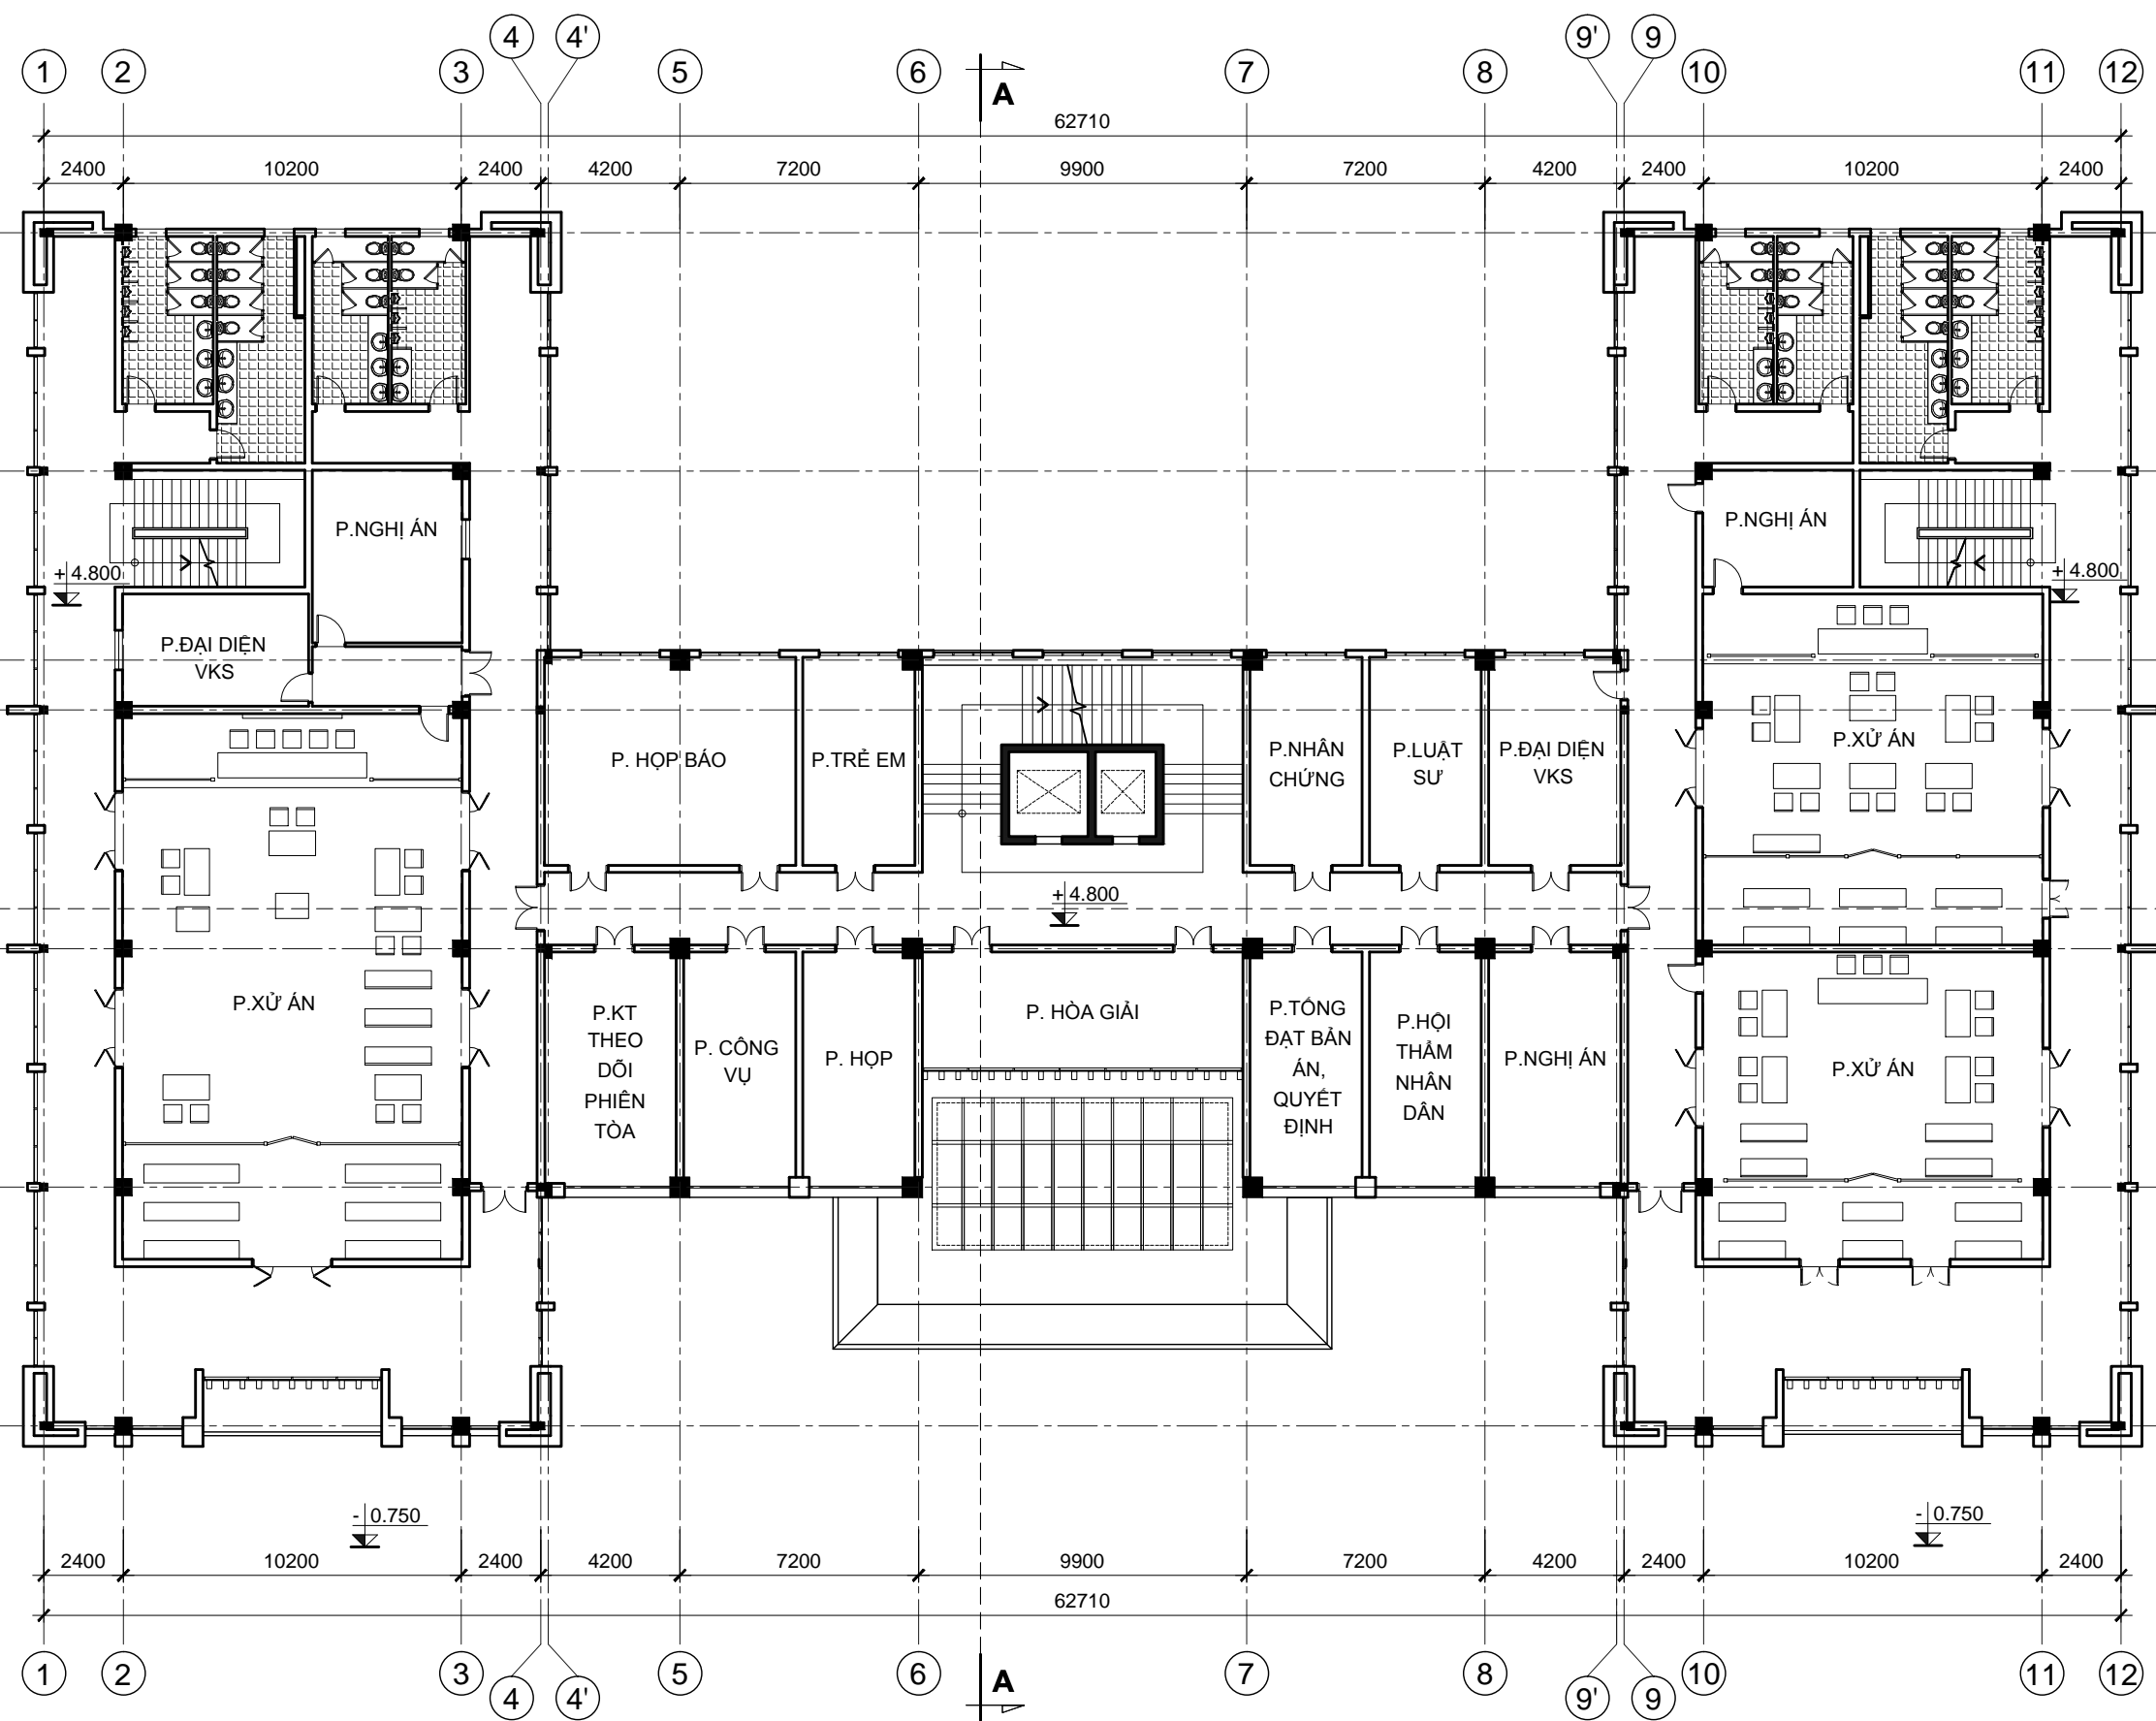 4 4' 9' 9
1 2 3 5 6 7 8 10 11 12
A
62710
2400 10200 2400 4200 7200 9900 7200 4200 2400 10200 2400
P.NGHỊ ÁN
P.NGHỊ ÁN
+ 4.800
+ 4.800
P.ĐẠI DIỆN
VKS
P. HỌP BÁO
P.TRẺ EM
P.NHÂN
CHỨNG
P.LUẬT
SƯ
P.ĐẠI DIỆN
VKS
P.XỬ ÁN
+ 4.800
P.XỬ ÁN
P.KT
THEO
DÕI
PHIÊN
TÒA
P. CÔNG
VỤ
P. HỌP
P. HÒA GIẢI
P.TỐNG
ĐẠT BẢN
ÁN,
QUYẾT
ĐỊNH
P.HỘI
THẨM
NHÂN
DÂN
P.NGHỊ ÁN
P.XỬ ÁN
- 0.750
- 0.750
2400 10200 2400 4200 7200 9900 7200 4200 2400 10200 2400
62710
1 2 3 5 6 7 8 10 11 12
A
4 4' 9' 9